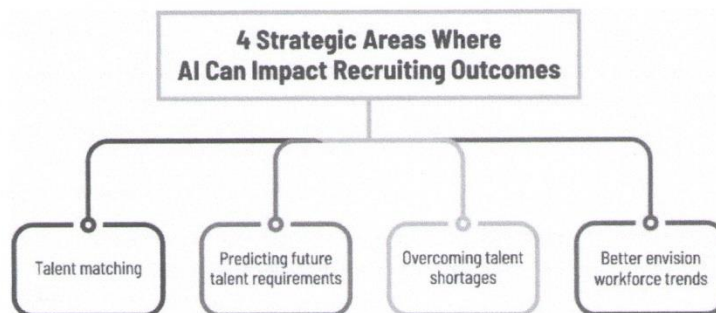 4 Strategic Areas Where
AI Can Impact Recruiting Outcomes
Talent matching
Predicting future
talent requirements
Overcoming talent
shortages
Better envision
workforce trends